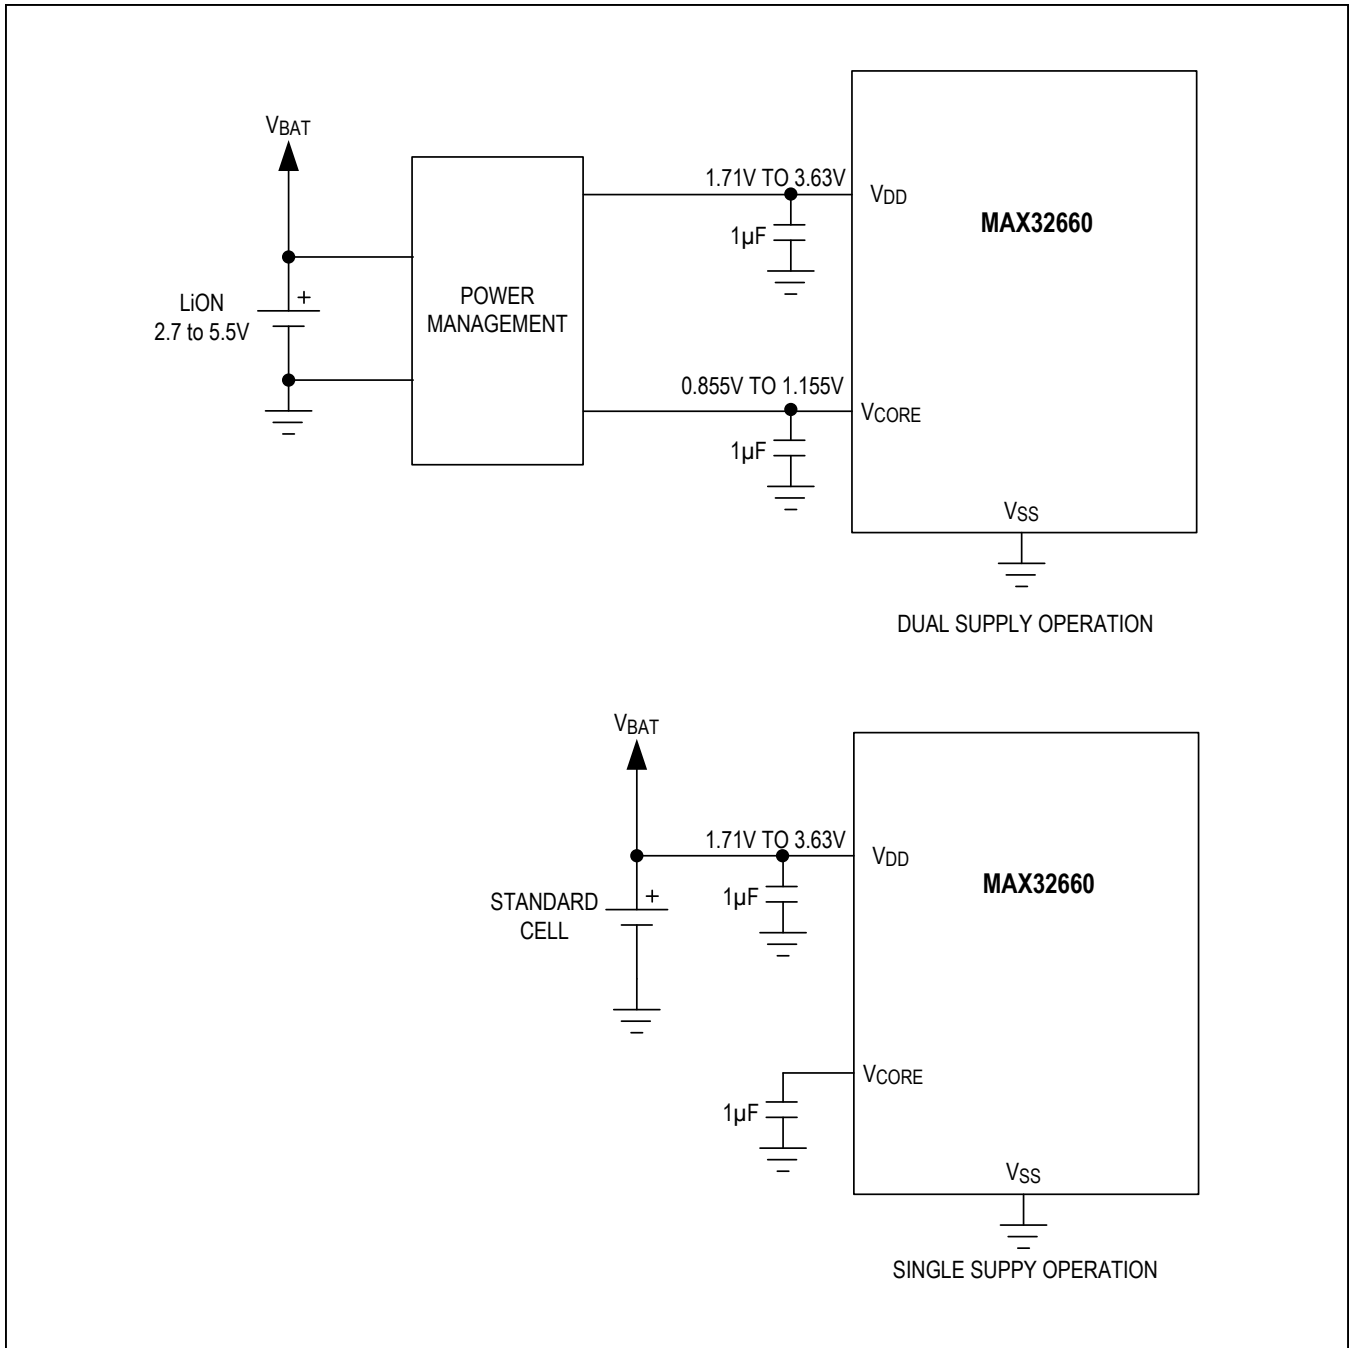 VBAT
1.71V TO 3.63V
VDD
MAX32660
1µF
LiON
2.7 to 5.5V
+
POWER
MANAGEMENT
0.855V TO 1.155V
VCORE
1µF
VSS
DUAL SUPPLY OPERATION
VBAT
1.71V TO 3.63V
VDD
MAX32660
1µF
STANDARD
CELL
+
VCORE
1µF
VSS
SINGLE SUPPY OPERATION